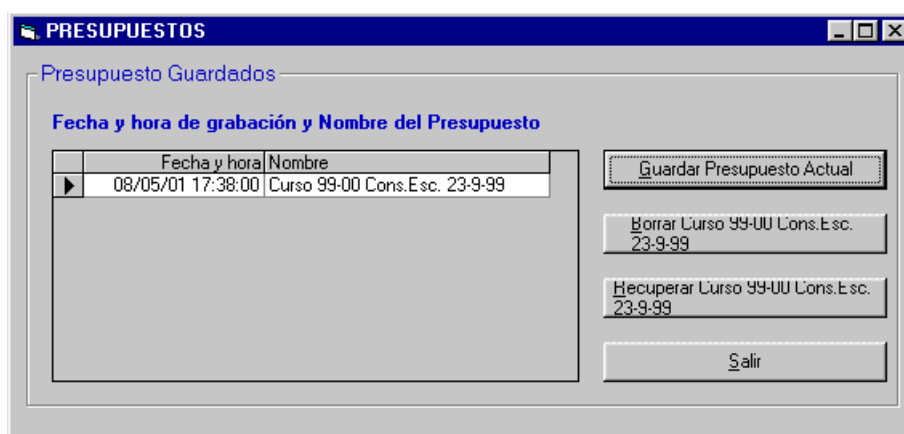 PRESUPUESTOS
Presupuesto Guardados
Fecha y hora de grabación y Nombre del Presupuesto
Fecha y hora Nombre
08/05/01 17:38:00 Curso 99-00 Cons.Esc. 23-9-99
Guardar Presupuesto Actual
Borrar Curso 99-00 Cons.Esc.
23-9-99
Recuperar Curso 99-00 Cons.Esc.
23-9-99
Salir